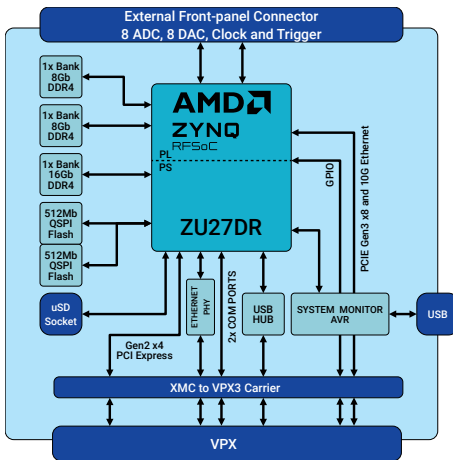 External Front-panel Connector
8 ADC, 8 DAC, Clock and Trigger
1x Bank
8Gb
DDR4
1x Bank
8Gb
DDR4
1x Bank
16Gb
DDR4
512Mb
QSPI
Flash
512Mb
QSPI
Flash
uSD
Socket
AMD
ZYNQ
RFSoC
PL
PS
ZU27DR
GPIO
PCIE Gen3 x8 and 10G Ethernet
Gen2 x4
PCI Express
ETHERNET
PHY
2x COM PORTS
USB
HUB
SYSTEM MONITOR
AVR
USB
XMC to VPX3 Carrier
VPX